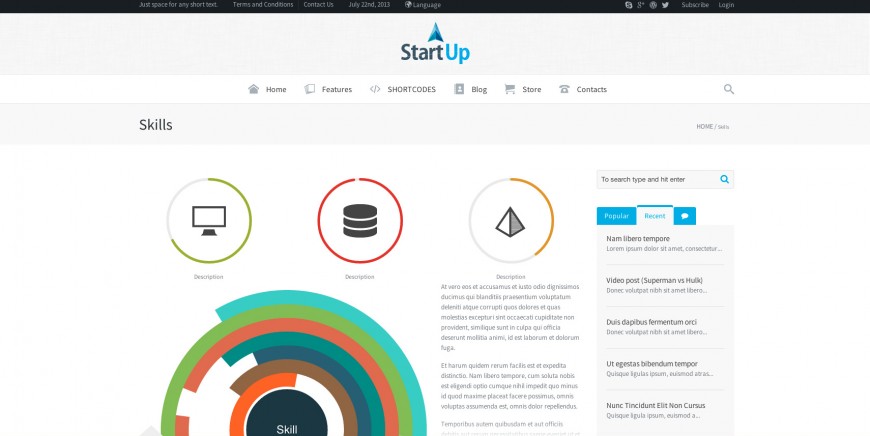 Just space for any short text. Terms and Conditions Contact Us July 22nd, 2013 Language Subscribe Login
StartUp
Home Features SHORTCODES Blog Store Contacts
Skills
HOME / Skills
To search type and hit enter
Popular Recent
Description Description Description
Skill
At vero eos et accusamus et iusto odio dignissimos
ducimus qui blanditiis praesentium voluptatum
deleniti atque corrupti quos dolores et quas
molestias excepturi sint occaecati cupiditate non
provident, similique sunt in culpa qui officia
deserunt mollitia animi, id est laborum et dolorum
fuga.
Et harum quidem rerum facilis est et expedita
distinctio. Nam libero tempore, cum soluta nobis
est eligendi optio cumque nihil impedit quo minus
id quod maxime placeat facere possimus, omnis
voluptas assumenda est, omnis dolor repellendus.
Temporibus autem quibusdam et aut officiis
Nam libero tempore
Lorem ipsum dolor sit amet, consectetur...
Video post (Superman vs Hulk)
Donec volutpat nibh sit amet libero...
Duis dapibus fermentum orci
Donec volutpat nibh sit amet libero...
Ut egestas bibendum tempor
Quisque ligula ipsum, euismod atras...
Nunc Tincidunt Elit Non Cursus
Quisque ligulas ipsum, euismod a...